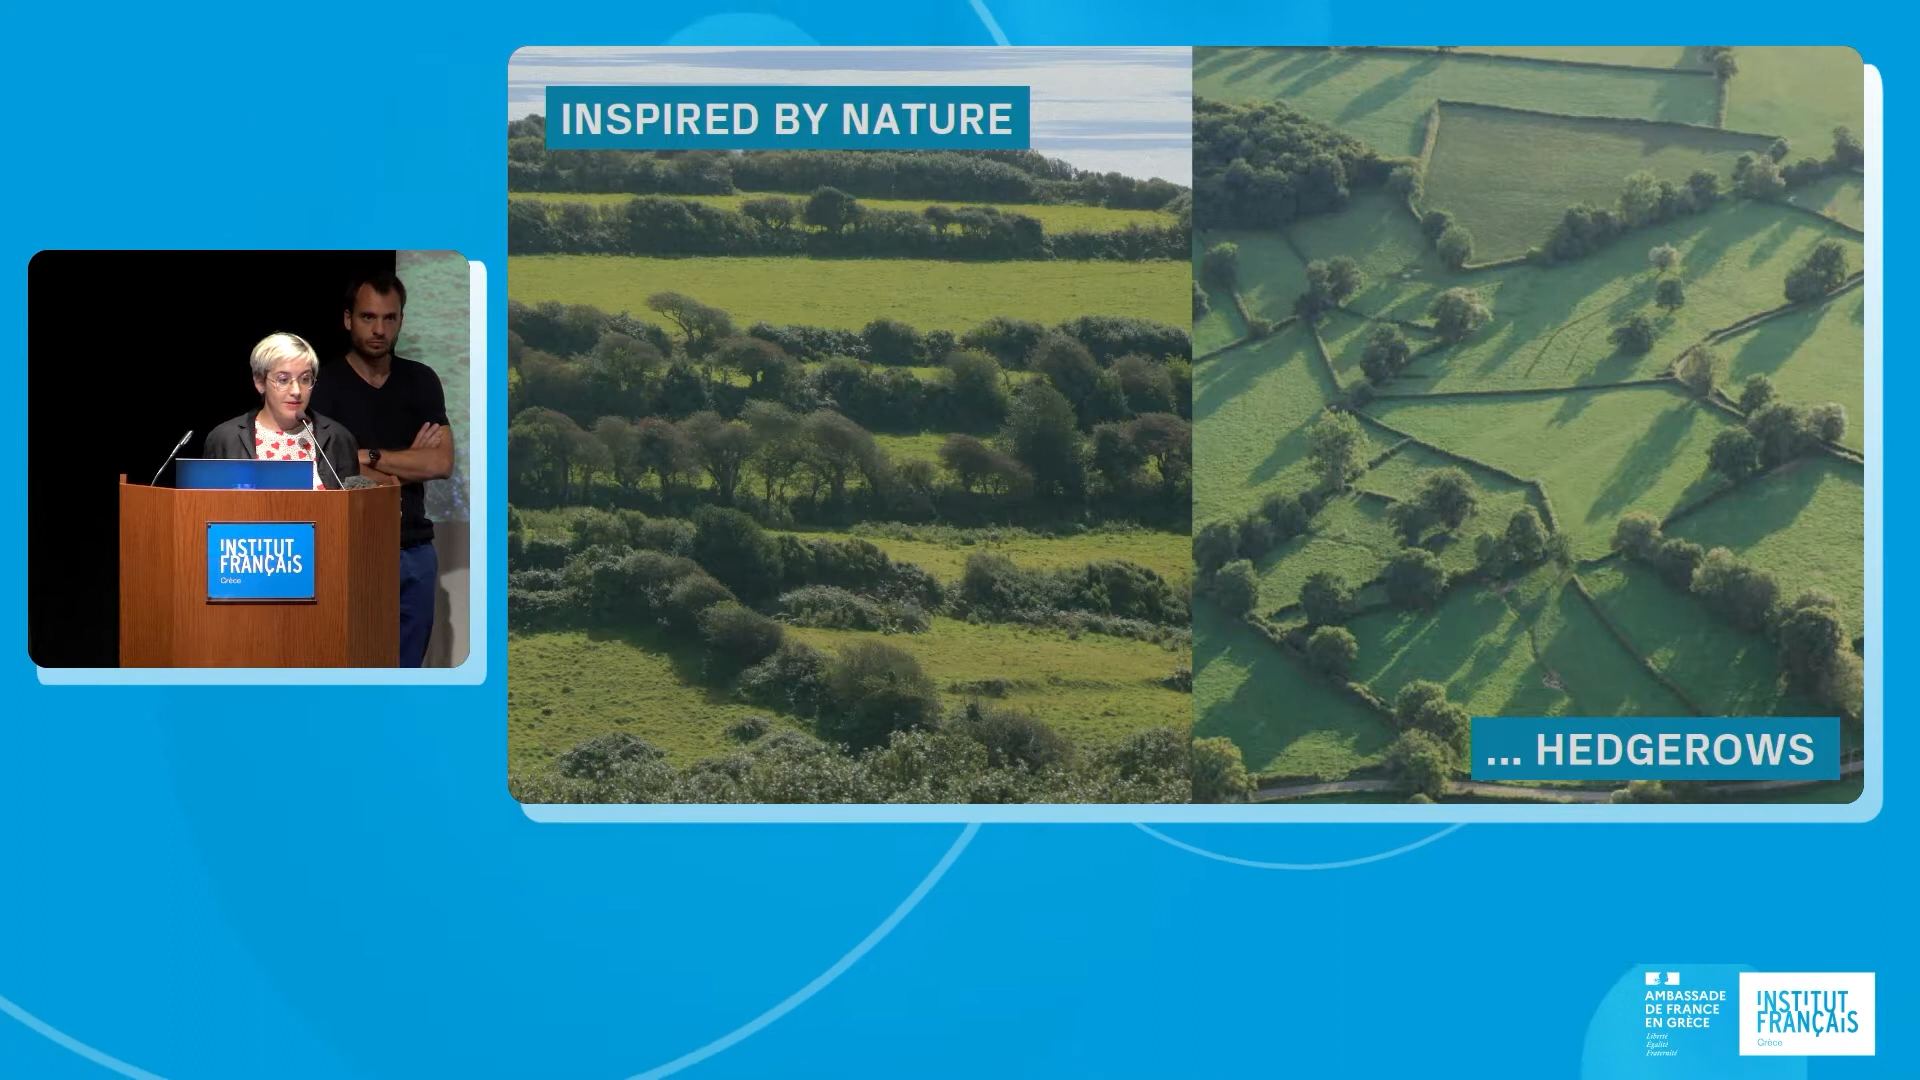 INSPIRED BY NATURE
... HEDGEROWS
INSTITUT
FRANÇAIS
Grèce
AMBASSADE
DE FRANCE
EN GRÈCE
Liberté
Égalité
Fraternité
INSTITUT
FRANÇAIS
Grèce